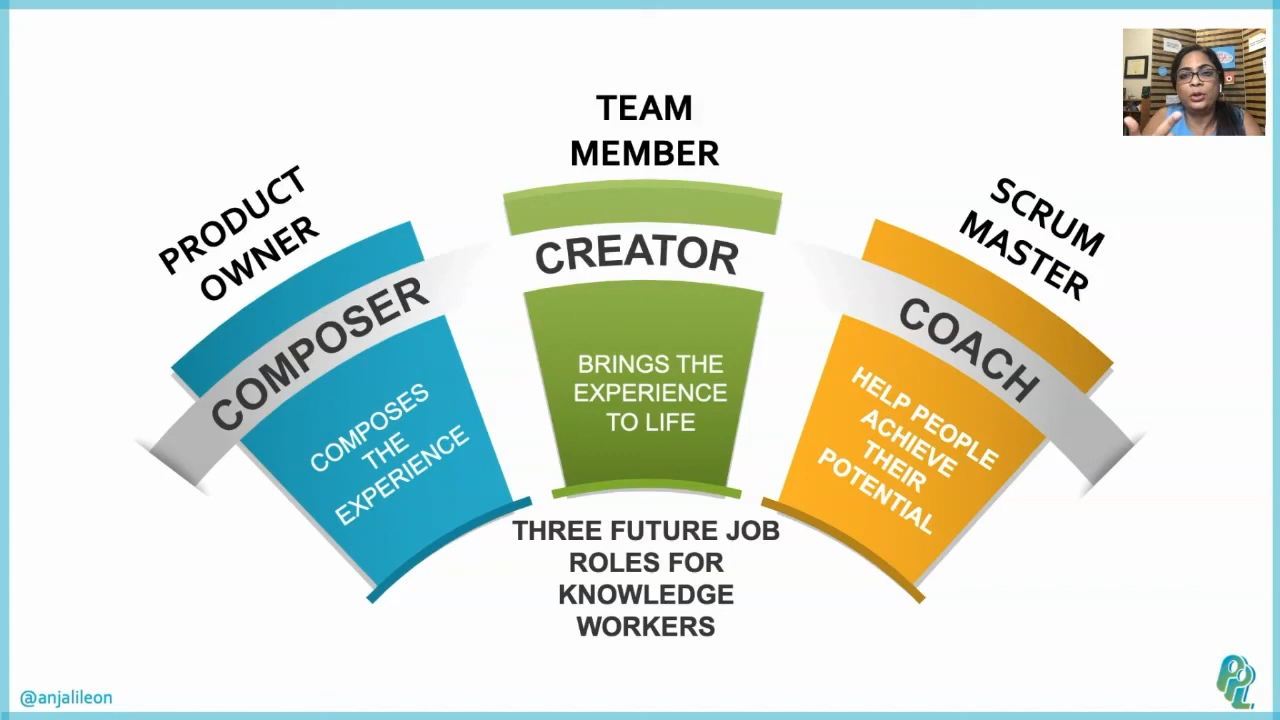 PRODUCT
OWNER
COMPOSER
COMPOSES
THE
EXPERIENCE
TEAM
MEMBER
CREATOR
BRINGS THE
EXPERIENCE
TO LIFE
SCRUM
MASTER
COACH
HELP PEOPLE
ACHIEVE
THEIR
POTENTIAL
THREE FUTURE JOB
ROLES FOR
KNOWLEDGE
WORKERS
@anjalileon
PPL